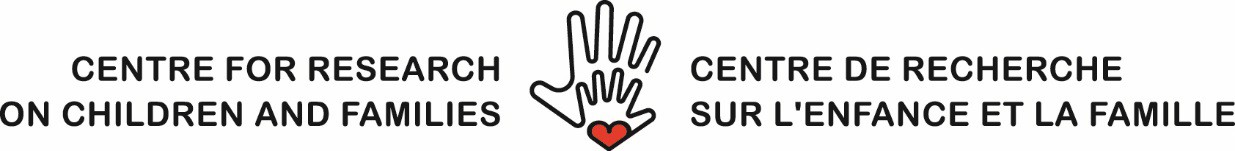 CENTRE FOR RESEARCH
ON CHILDREN AND FAMILIES
CENTRE DE RECHERCHE
SUR L'ENFANCE ET LA FAMILLE